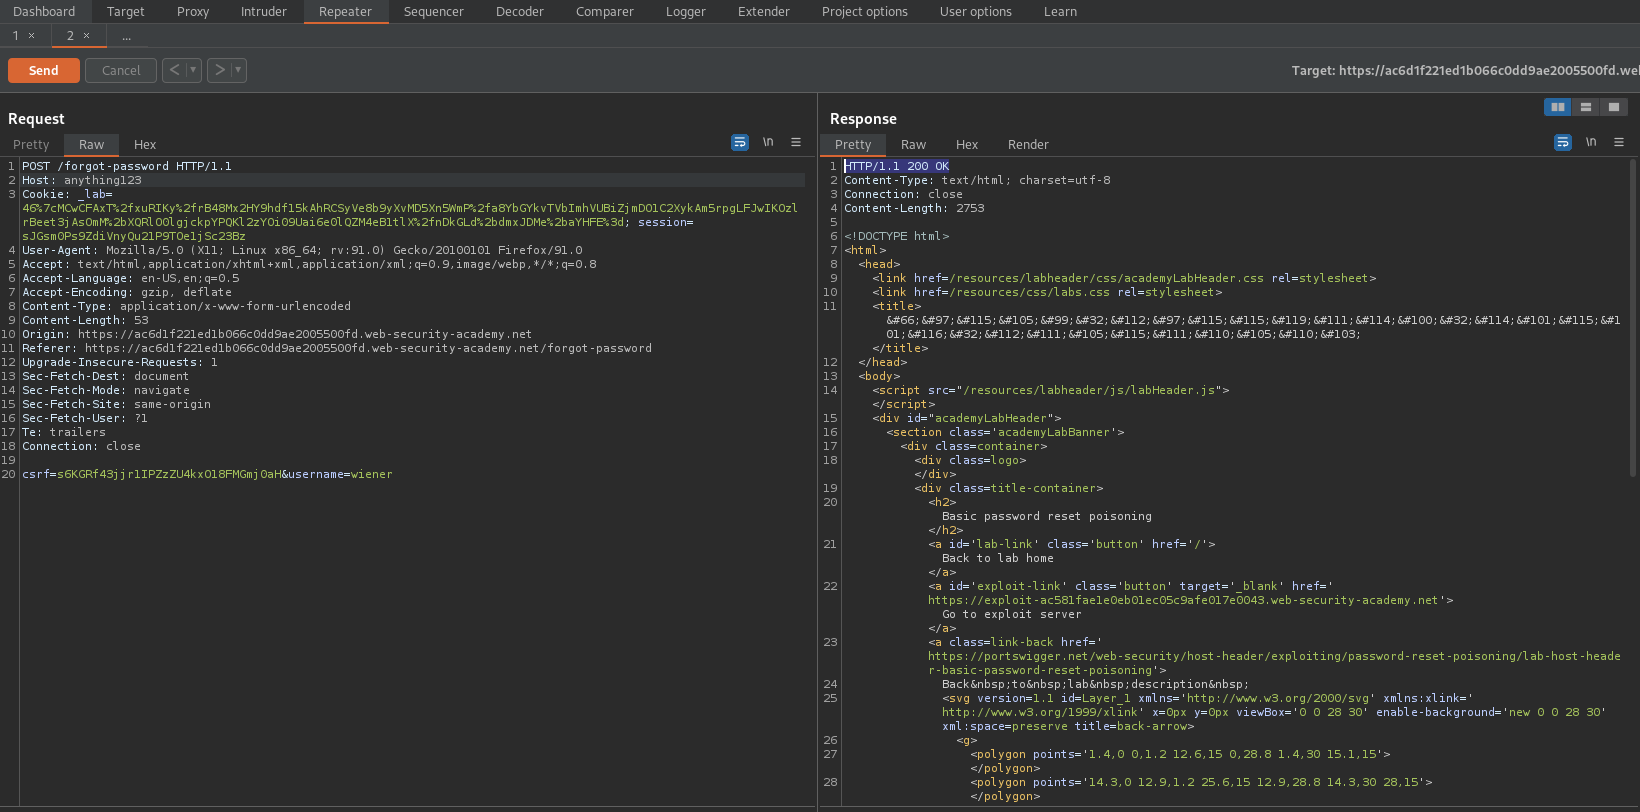 Dashboard Target Proxy Intruder Repeater Sequencer Decoder Comparer Logger Extender Project options User options Learn
1 × 2 × ...
Send Cancel < ▼ > ▼ Target: https://ac6d1f221ed1b066c0dd9ae2005500fd.we
Request
Pretty Raw Hex \n ≡
1 POST /forgot-password HTTP/1.1
2 Host: anything123
3 Cookie: _lab=
4 User-Agent: Mozilla/5.0 (X11; Linux x86_64; rv:91.0) Gecko/20100101 Firefox/91.0
5 Accept: text/html,application/xhtml+xml,application/xml;q=0.9,image/webp,*/*;q=0.8
6 Accept-Language: en-US,en;q=0.5
7 Accept-Encoding: gzip, deflate
8 Content-Type: application/x-www-form-urlencoded
9 Content-Length: 53
10 Origin: https://ac6d1f221ed1b066c0dd9ae2005500fd.web-security-academy.net
11 Referer: https://ac6d1f221ed1b066c0dd9ae2005500fd.web-security-academy.net/forgot-password
12 Upgrade-Insecure-Requests: 1
13 Sec-Fetch-Dest: document
14 Sec-Fetch-Mode: navigate
15 Sec-Fetch-Site: same-origin
16 Sec-Fetch-User: ?1
17 Te: trailers
18 Connection: close
19
20 csrf= &username=wiener
Response
Pretty Raw Hex Render \n ≡
1 HTTP/1.1 200 OK
2 Content-Type: text/html; charset=utf-8
3 Connection: close
4 Content-Length: 2753
5
6 <!DOCTYPE html>
7 <html>
8 <head>
9 <link href=/resources/labheader/css/academyLabHeader.css rel=stylesheet>
10 <link href=/resources/css/labs.css rel=stylesheet>
11 <title>
&#66;&#97;&#115;&#105;&#99;&#32;&#112;&#97;&#115;&#115;&#119;&#111;&#114;&#100;&#32;&#114;&#101;&#115;&#1
01;&#116;&#32;&#112;&#111;&#105;&#115;&#111;&#110;&#105;&#110;&#103;
</title>
12 </head>
13 <body>
14 <script src="/resources/labheader/js/labHeader.js">
</script>
15 <div id="academyLabHeader">
16 <section class='academyLabBanner'>
17 <div class=container>
18 <div class=logo>
</div>
19 <div class=title-container>
20 <h2>
Basic password reset poisoning
</h2>
21 <a id='lab-link' class='button' href='/'>
Back to lab home
</a>
22 <a id='exploit-link' class='button' target='_blank' href='
https://exploit-ac581fae1e0eb01ec05c9afe017e0043.web-security-academy.net'>
Go to exploit server
</a>
23 <a class=link-back href='
https://portswigger.net/web-security/host-header/exploiting/password-reset-poisoning/lab-host-heade
r-basic-password-reset-poisoning'>
24 Back&nbsp;to&nbsp;lab&nbsp;description&nbsp;
25 <svg version=1.1 id=Layer_1 xmlns='http://www.w3.org/2000/svg' xmlns:xlink='
http://www.w3.org/1999/xlink' x=0px y=0px viewBox='0 0 28 30' enable-background='new 0 0 28 30'
xml:space=preserve title=back-arrow>
26 <g>
27 <polygon points='1.4,0 0,1.2 12.6,15 0,28.8 1.4,30 15.1,15'>
</polygon>
28 <polygon points='14.3,0 12.9,1.2 25.6,15 12.9,28.8 14.3,30 28,15'>
</polygon>